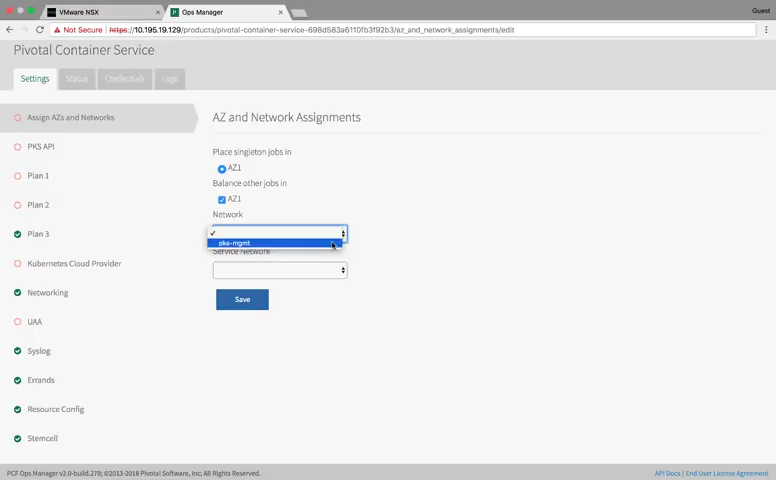 VMware NSX
Ops Manager
Guest
Not Secure | https://10.195.19.129/products/pivotal-container-service-698d583a6110fb3f92b3/az_and_network_assignments/edit
Pivotal Container Service
Settings
Status
Credentials
Logs
Assign AZs and Networks
PKS API
Plan 1
Plan 2
Plan 3
Kubernetes Cloud Provider
Networking
UAA
Syslog
Errands
Resource Config
Stemcell
AZ and Network Assignments
Place singleton jobs in
AZ1
Balance other jobs in
AZ1
Network
pks-mgmt
Service Network
Save
PCF Ops Manager v2.0-build.279; ©2013-2018 Pivotal Software, Inc; All Rights Reserved.
API Docs | End User License Agreement